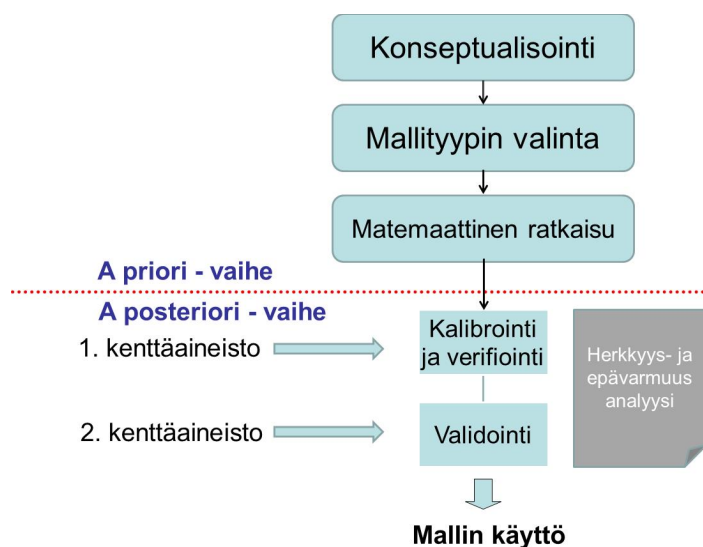 Konseptualisointi
Mallityypin valinta
Matemaattinen ratkaisu
A priori - vaihe
A posteriori - vaihe
1. kenttäaineisto
Kalibrointi
ja verifiointi
Herkkyys- ja
epävarmuus
analyysi
2. kenttäaineisto
Validointi
Mallin käyttö